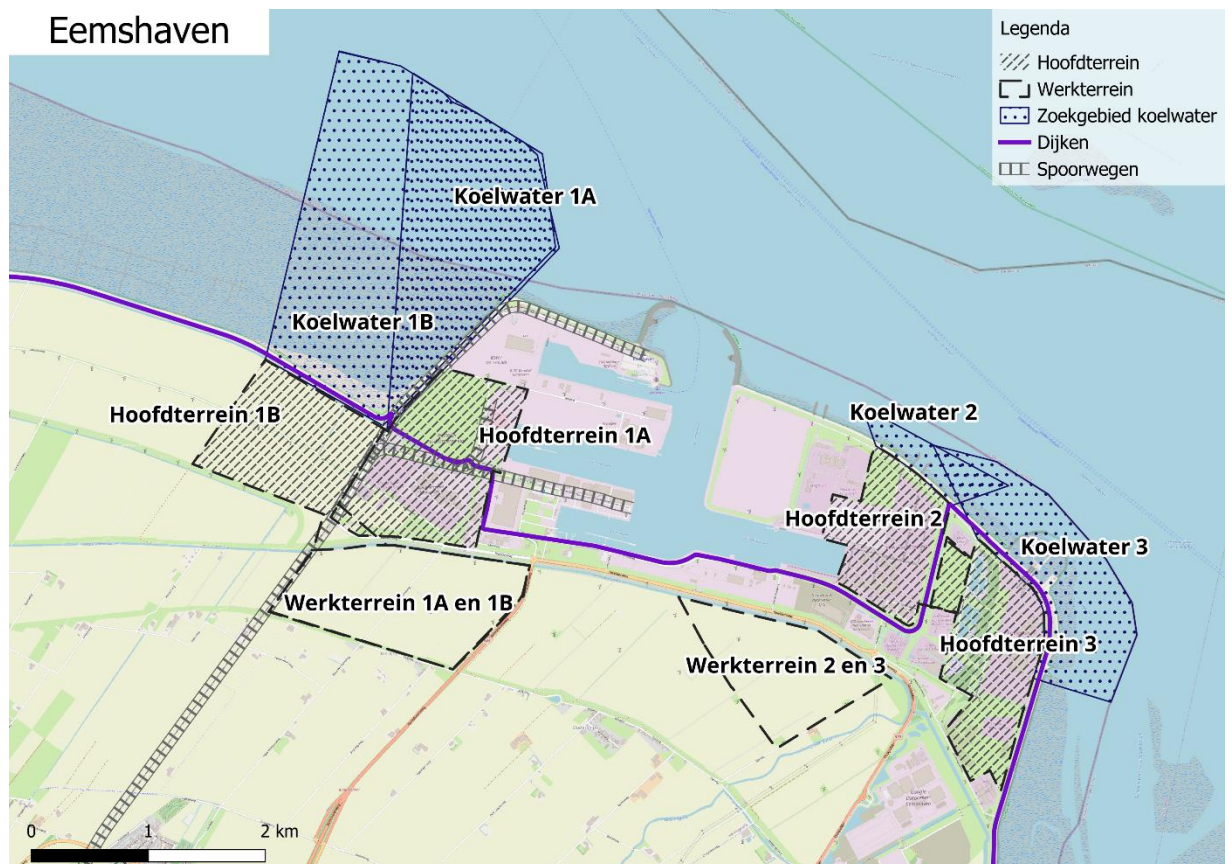 Eemshaven
Legenda
Hoofdterrein
Werkterrein
Zoekgebied koelwater
Dijken
Spoorwegen
Koelwater 1A
Koelwater 1B
Hoofdterrein 1B
Hoofdterrein 1A
Koelwater 2
Hoofdterrein 2
Koelwater 3
Werkterrein 1A en 1B
Hoofdterrein 3
Werkterrein 2 en 3
0 1 2 km